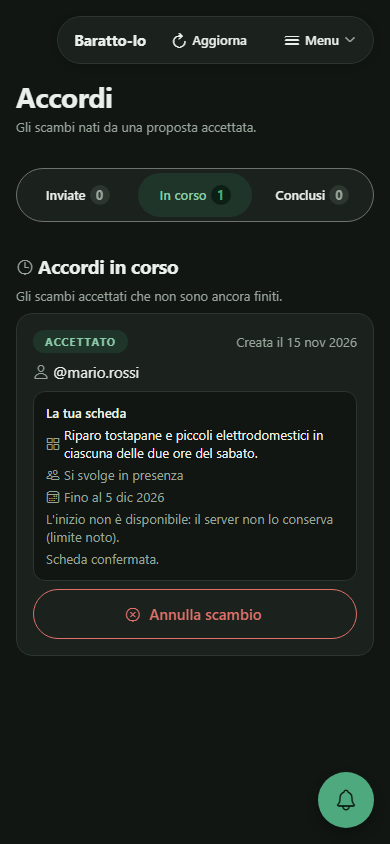 Baratto-lo
Aggiorna
Menu
Accordi
Gli scambi nati da una proposta accettata.
Inviate 0
In corso 1
Conclusi 0
Accordi in corso
Gli scambi accettati che non sono ancora finiti.
ACCETTATO
Creata il 15 nov 2026
@mario.rossi
La tua scheda
Riparo tostapane e piccoli elettrodomestici in
ciascuna delle due ore del sabato.
Si svolge in presenza
Fino al 5 dic 2026
L'inizio non è disponibile: il server non lo conserva
(limite noto).
Scheda confermata.
Annulla scambio